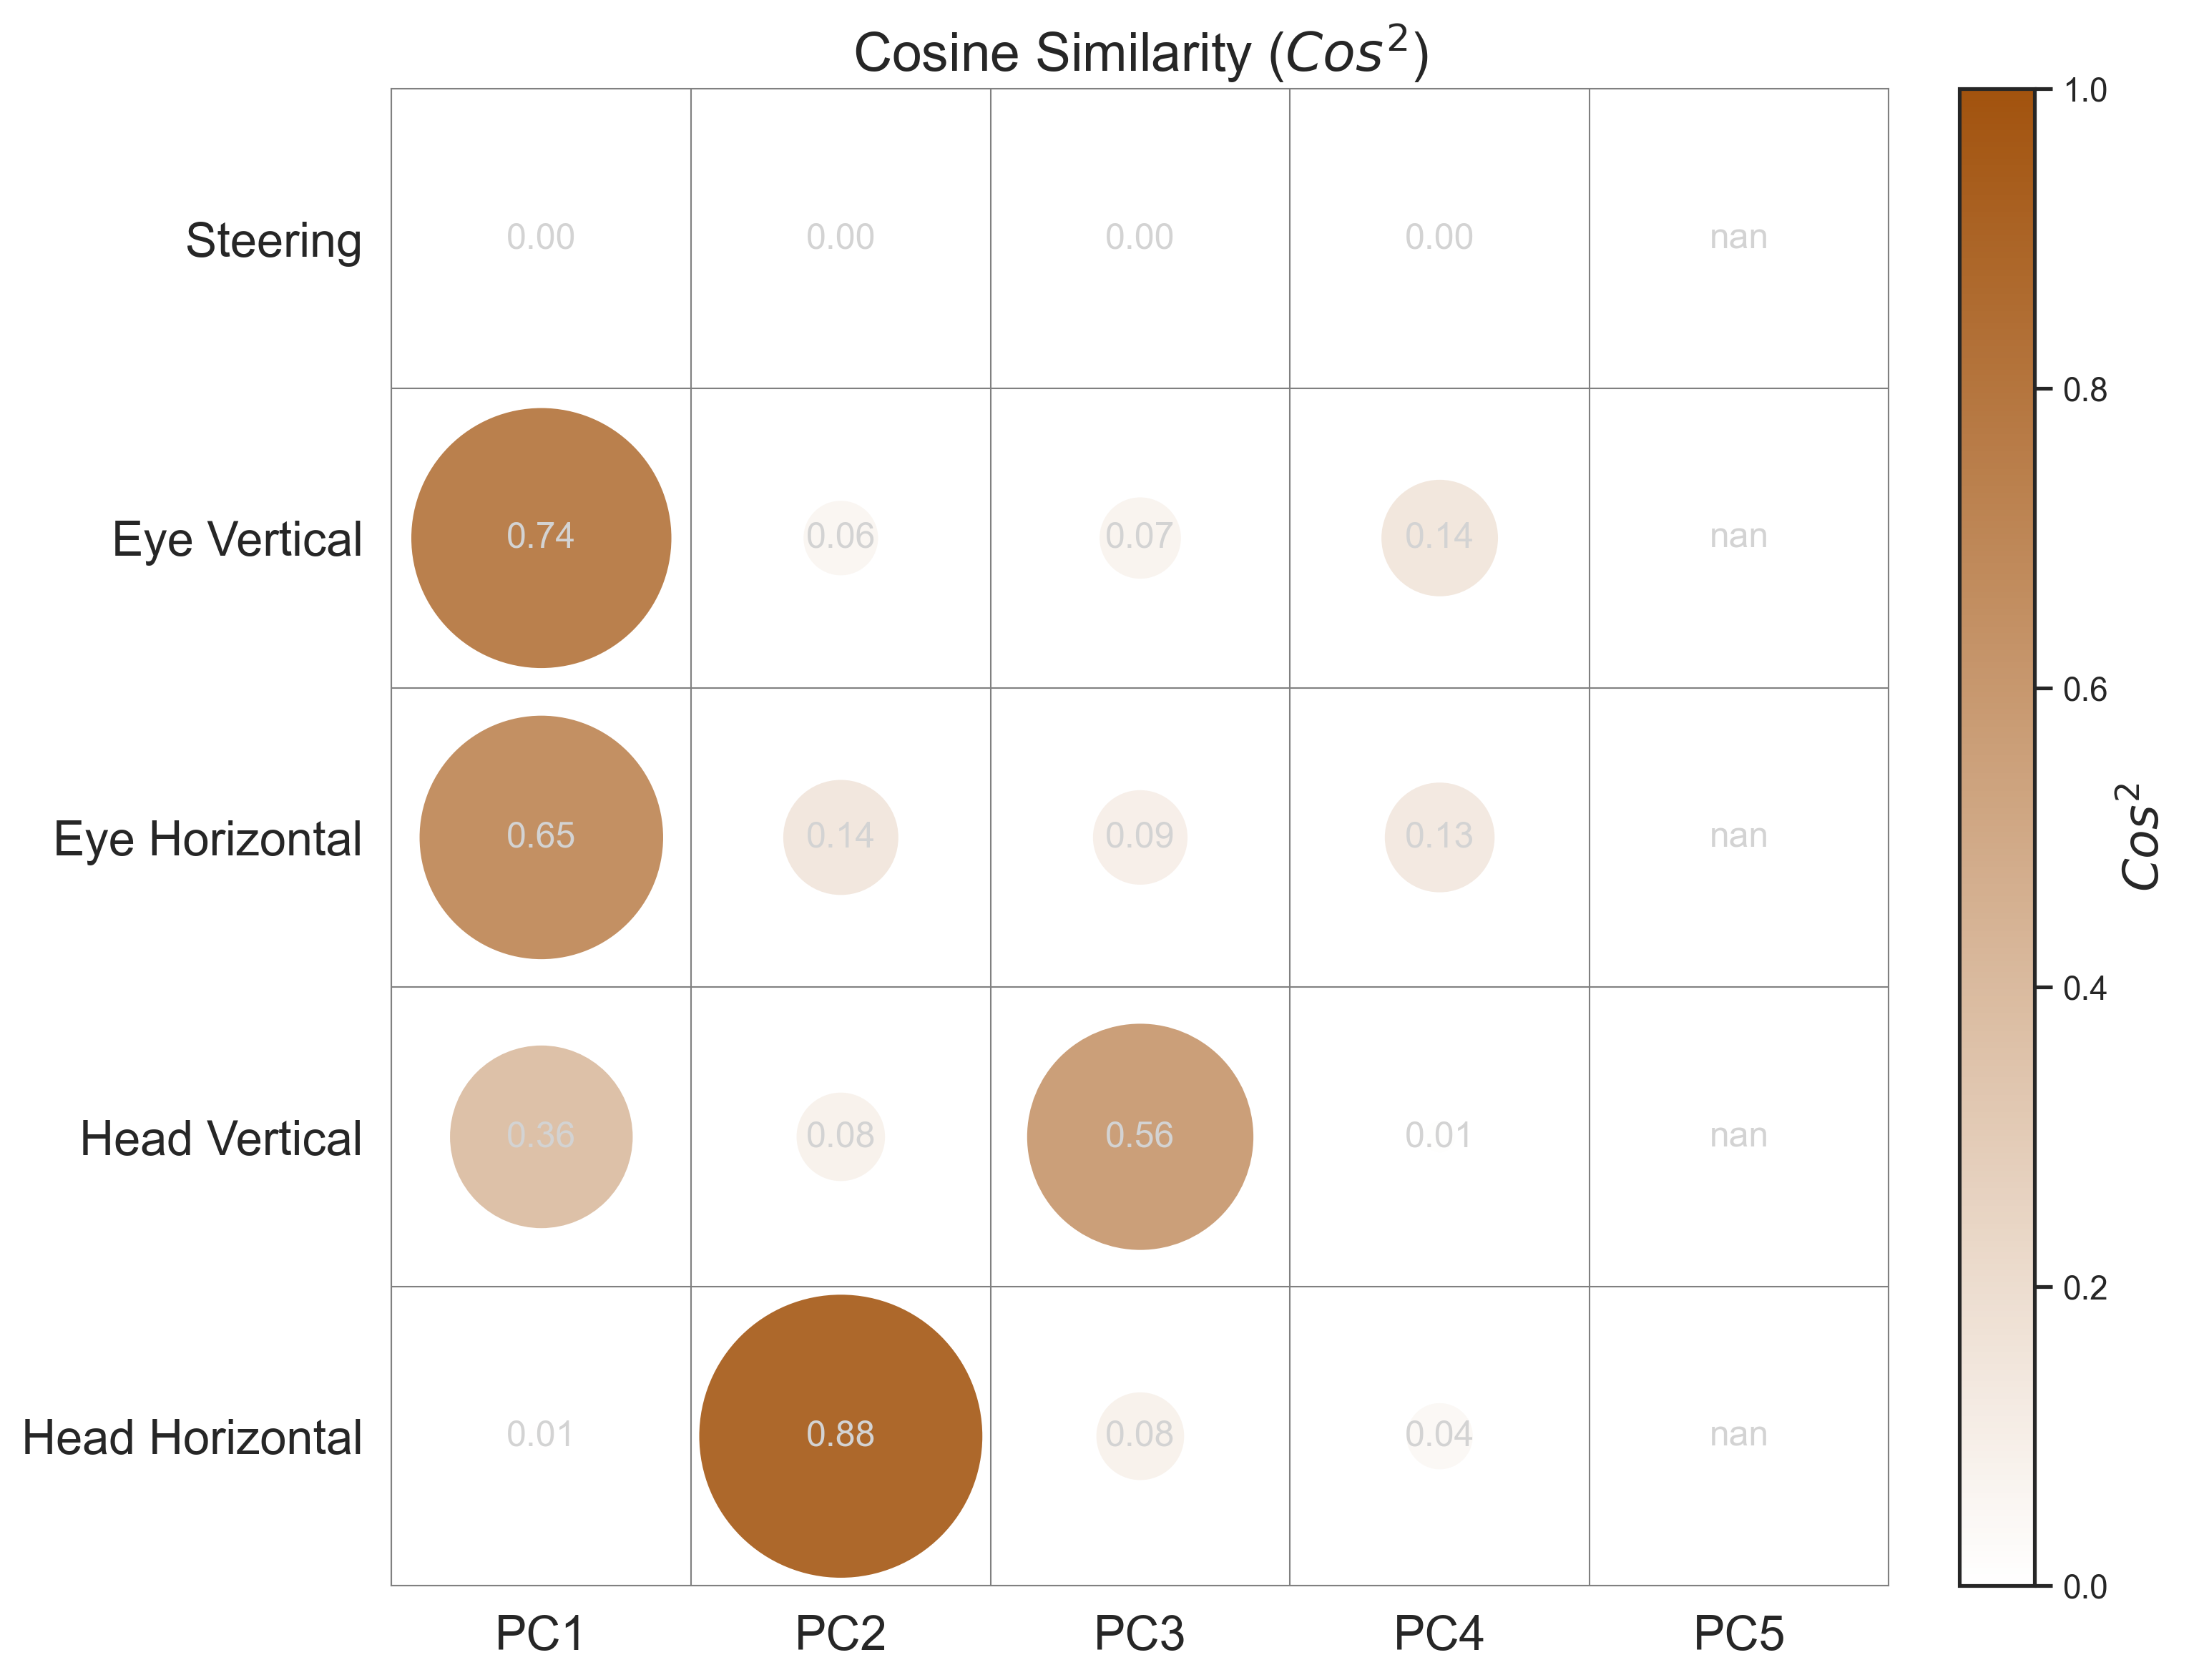 Cosine Similarity (Cos²)
Steering 0.00 0.00 0.00 0.00 nan
Eye Vertical 0.74 0.06 0.07 0.14 nan
Eye Horizontal 0.65 0.14 0.09 0.13 nan
Head Vertical 0.36 0.08 0.56 0.01 nan
Head Horizontal 0.01 0.88 0.08 0.04 nan
PC1 PC2 PC3 PC4 PC5
1.0
0.8
0.6
0.4
0.2
0.0
Cos²